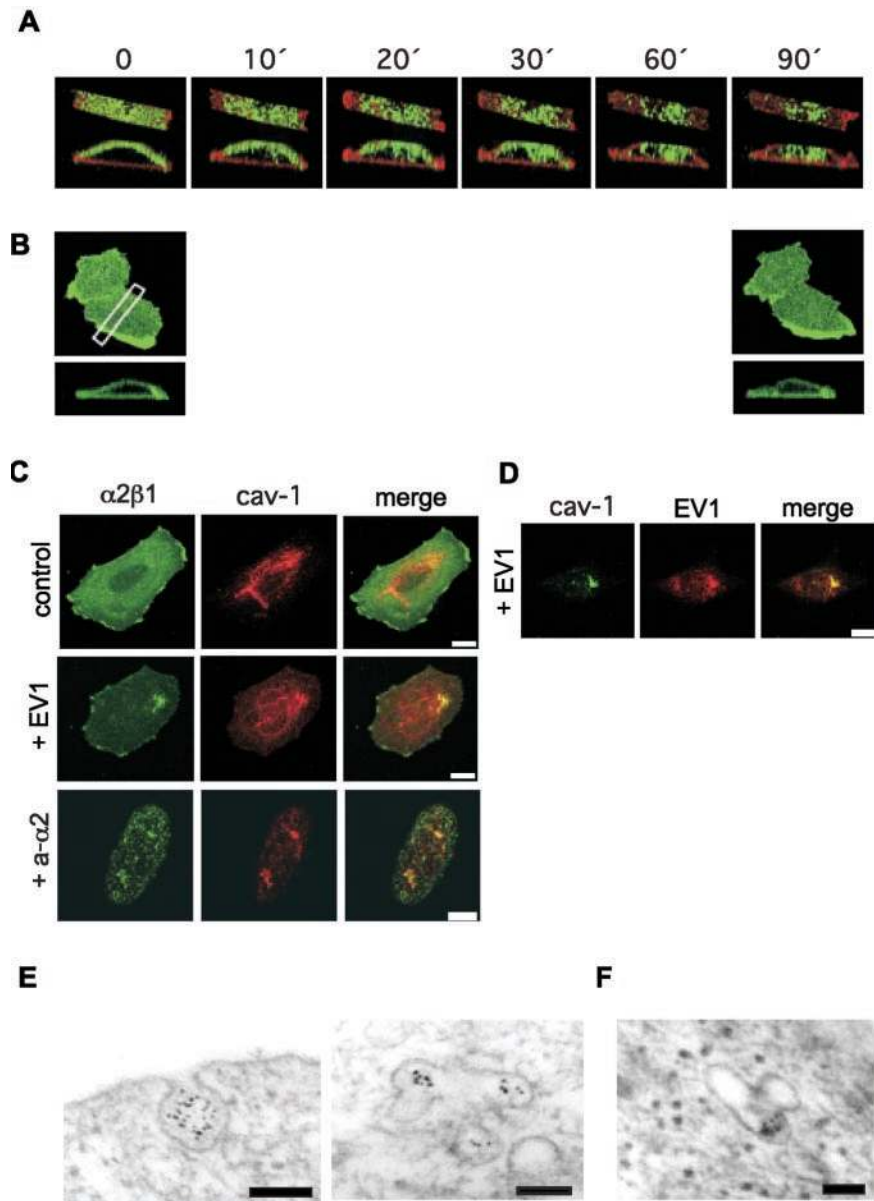 A
0 10´ 20´ 30´ 60´ 90´
B
C
α2β1 cav-1 merge
control
+ EV1
+ a-α2
D
cav-1 EV1 merge
+ EV1
E
F